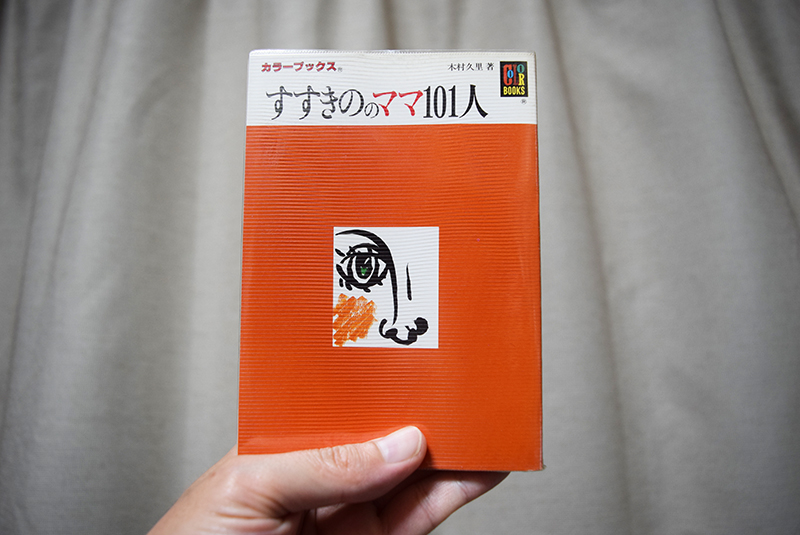 カラーブックス®
木村久里 著
COLOR
BOOKS
®
すすきののママ101人